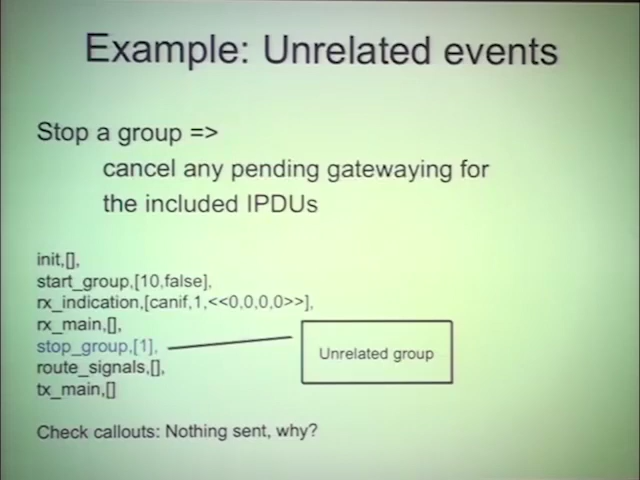 Example: Unrelated events
Stop a group =>
cancel any pending gatewaying for
the included IPDUs
init,[],
start_group,[10,false],
rx_indication,[canif,1,<<0,0,0,0>>],
rx_main,[],
stop_group,[1],
Unrelated group
route_signals,[],
tx_main,[]
Check callouts: Nothing sent, why?